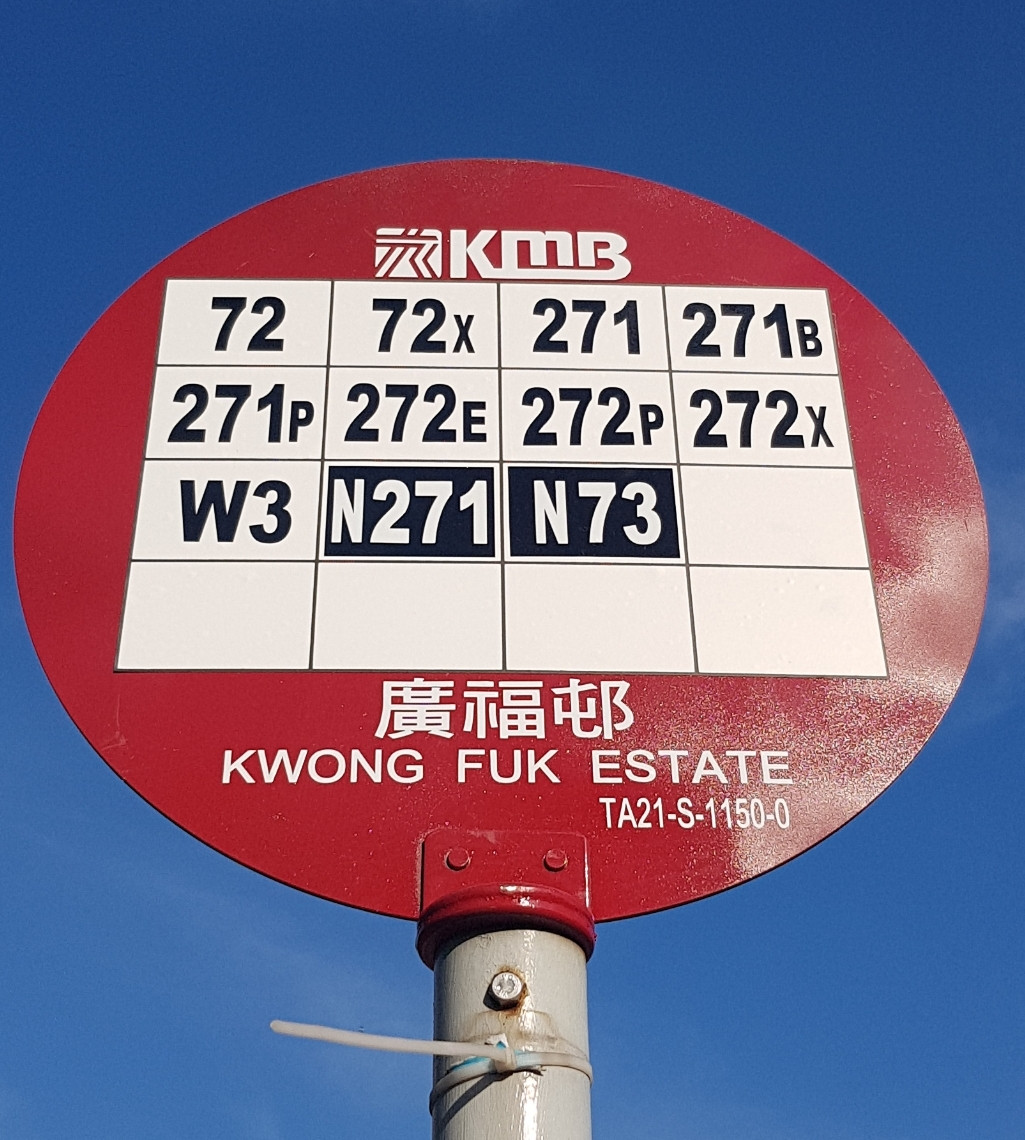 KMB
72 72X 271 271B
271P 272E 272P 272X
W3 N271 N73
廣福邨
KWONG FUK ESTATE
TA21-S-1150-0